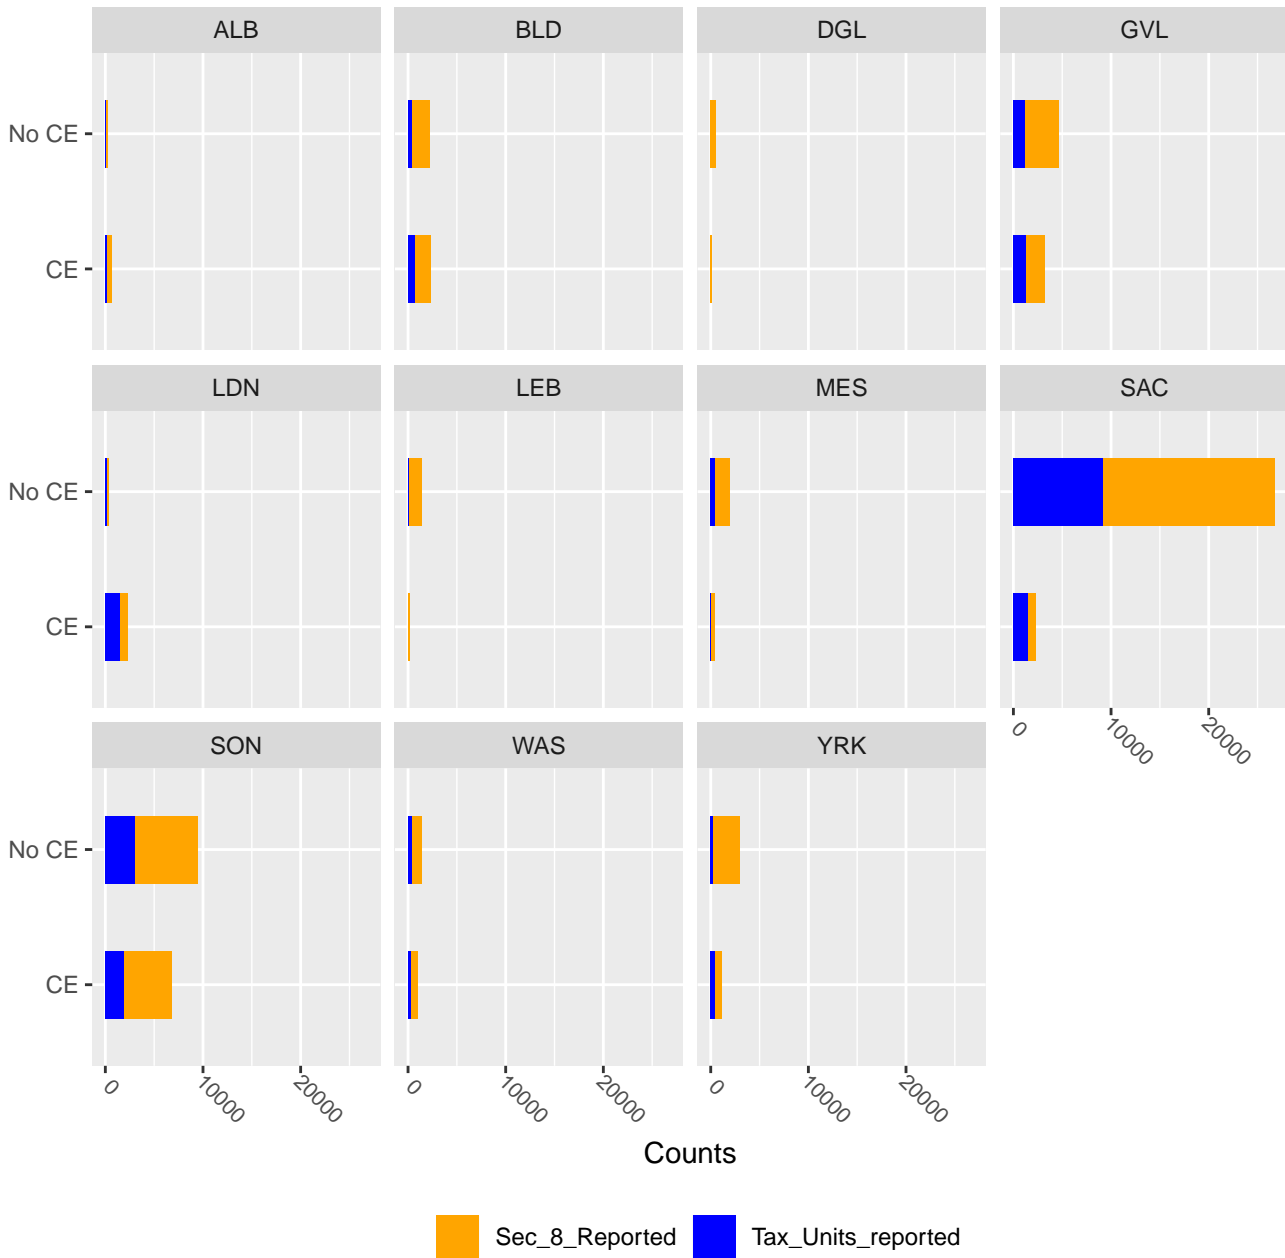 ALB BLD DGL GVL
No CE
CE
LDN LEB MES SAC
No CE
CE
0 10000 20000
SON WAS YRK
No CE
CE
0 10000 20000 0 10000 20000 0 10000 20000
Counts
Sec_8_Reported Tax_Units_reported